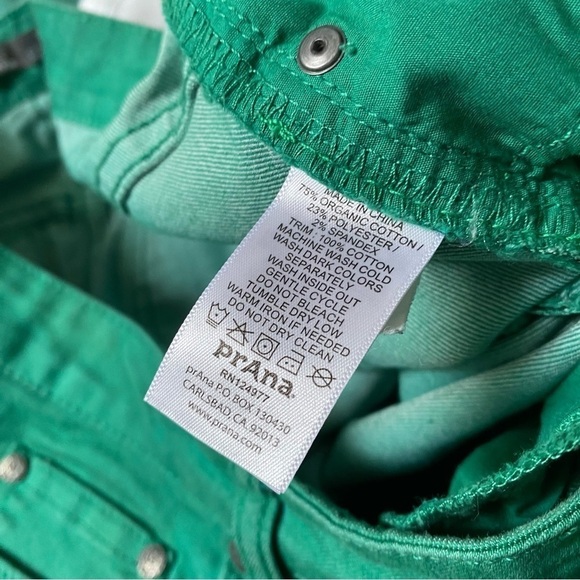 MADE IN CHINA
75% ORGANIC COTTON /
23% POLYESTER /
2% SPANDEX
TRIM: 100% COTTON
MACHINE WASH COLD
WASH DARK COLORS
SEPARATELY
WASH INSIDE OUT
GENTLE CYCLE
DO NOT BLEACH
TUMBLE DRY LOW
WARM IRON IF NEEDED
DO NOT DRY CLEAN
prAna
RN124977
prAna P.O. BOX 130430
CARLSBAD, CA. 92013
www.prana.com